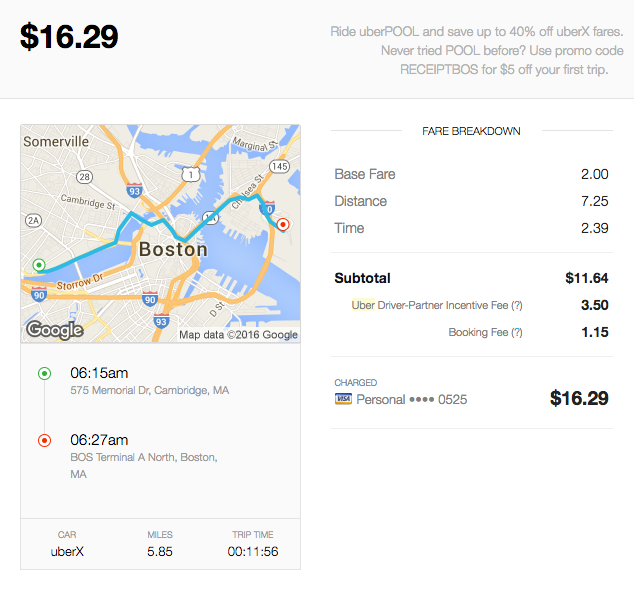 $16.29
Ride uberPOOL and save up to 40% off uberX fares.
Never tried POOL before? Use promo code
RECEIPTBOS for $5 off your first trip.
Somerville
Marginal St
28
1
145
93
Cambridge St
Chelsea St
2A
1A
90
Boston
Storrow Dr
90
90
93
D St
Google
Map data ©2016 Google
06:15am
575 Memorial Dr, Cambridge, MA
06:27am
BOS Terminal A North, Boston,
MA
CAR MILES TRIP TIME
uberX 5.85 00:11:56
FARE BREAKDOWN
Base Fare 2.00
Distance 7.25
Time 2.39
Subtotal $11.64
Uber Driver-Partner Incentive Fee (?) 3.50
Booking Fee (?) 1.15
CHARGED
VISA Personal •••• 0525 $16.29